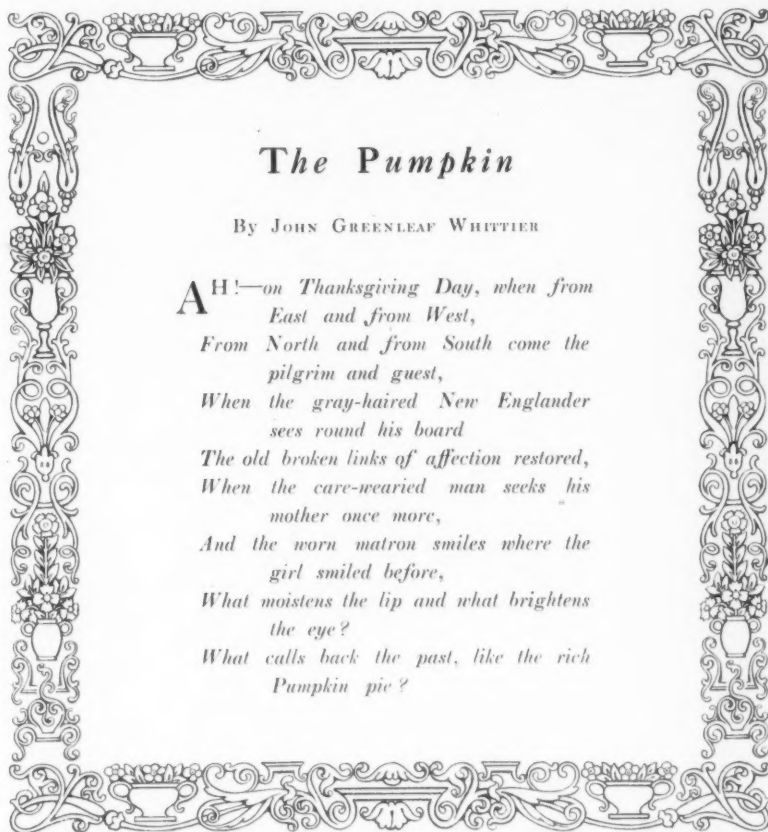 The Pumpkin
By JOHN GREENLEAF WHITTIER
AH!—on Thanksgiving Day, when from
East and from West,
From North and from South come the
pilgrim and guest,
When the gray-haired New Englander
sees round his board
The old broken links of affection restored,
When the care-wearied man seeks his
mother once more,
And the worn matron smiles where the
girl smiled before,
What moistens the lip and what brightens
the eye?
What calls back the past, like the rich
Pumpkin pie?